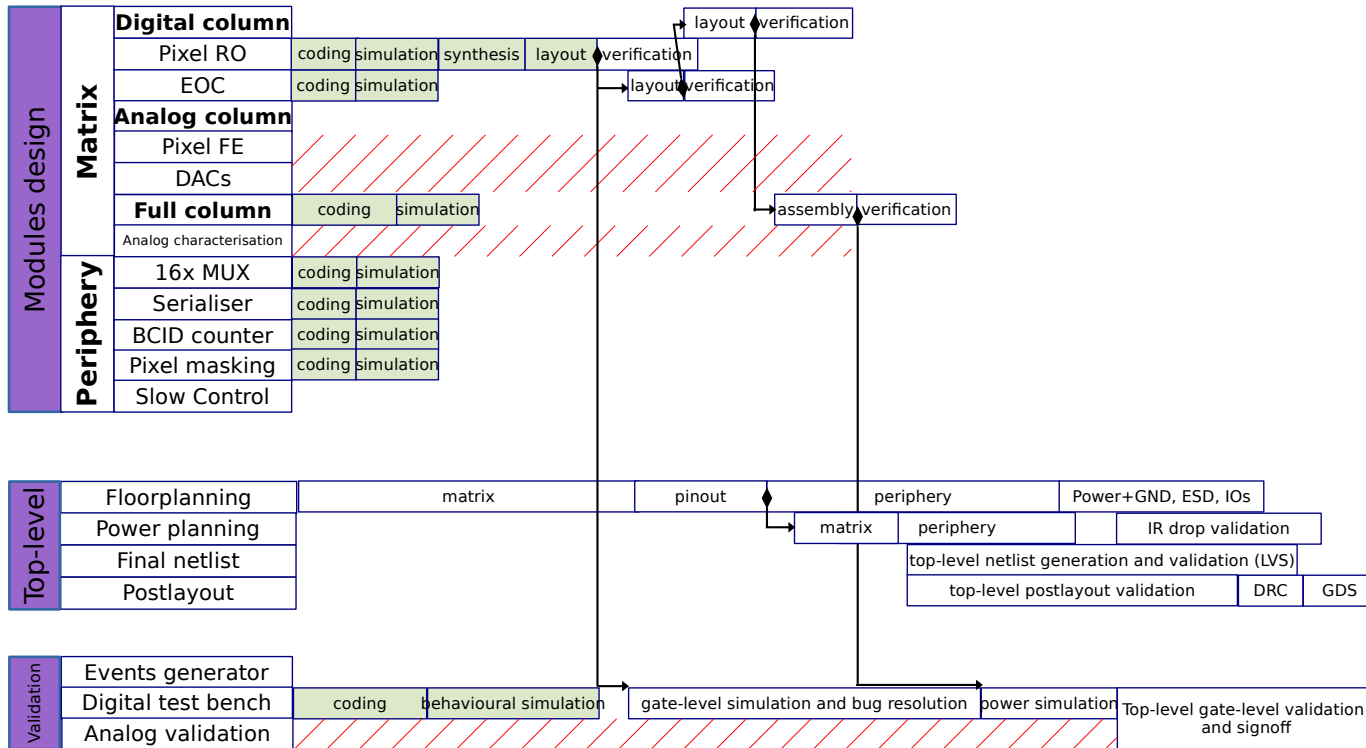 Modules design
Matrix
Digital column layout verification
Pixel RO coding simulation synthesis layout verification
EOC coding simulation layout verification
Analog column
Pixel FE
DACs
Full column coding simulation assembly verification
Analog characterisation
Periphery
16x MUX coding simulation
Serialiser coding simulation
BCID counter coding simulation
Pixel masking coding simulation
Slow Control
Top-level
Floorplanning matrix pinout periphery Power+GND, ESD, IOs
Power planning matrix periphery IR drop validation
Final netlist top-level netlist generation and validation (LVS)
Postlayout top-level postlayout validation DRC GDS
Validation
Events generator
Digital test bench coding behavioural simulation gate-level simulation and bug resolution power simulation Top-level gate-level validation
and signoff
Analog validation